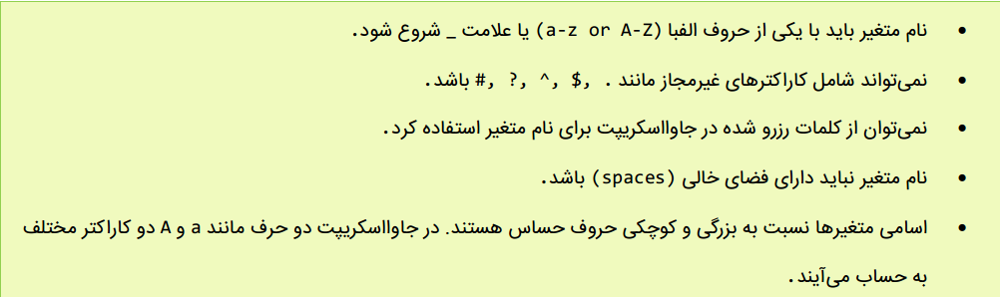 • نام متغیر باید با یکی از حروف الفبا (a-z or A-Z) یا علامت _ شروع شود.
• نمی‌تواند شامل کاراکترهای غیرمجاز مانند #, ?, ^, $, . باشد.
• نمی‌توان از کلمات رزرو شده در جاوااسکریپت برای نام متغیر استفاده کرد.
• نام متغیر نباید دارای فضای خالی (spaces) باشد.
• اسامی متغیرها نسبت به بزرگی و کوچکی حروف حساس هستند. در جاوااسکریپت دو حرف مانند a و A دو کاراکتر مختلف
به حساب می‌آیند.